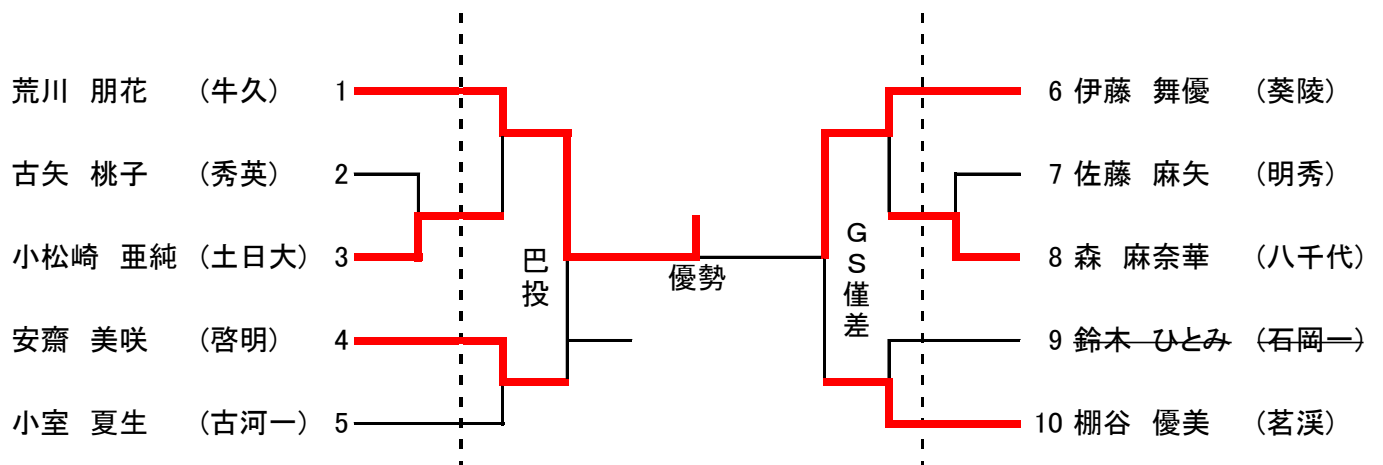 荒川 朋花 (牛久) 1
古矢 桃子 (秀英) 2
小松崎 亜純 (土日大) 3
安齋 美咲 (啓明) 4
小室 夏生 (古河一) 5
巴投
優勢
GS僅差
6 伊藤 舞優 (葵陵)
7 佐藤 麻矢 (明秀)
8 森 麻奈華 (八千代)
9 鈴木 ひとみ (石岡一)
10 棚谷 優美 (茗渓)